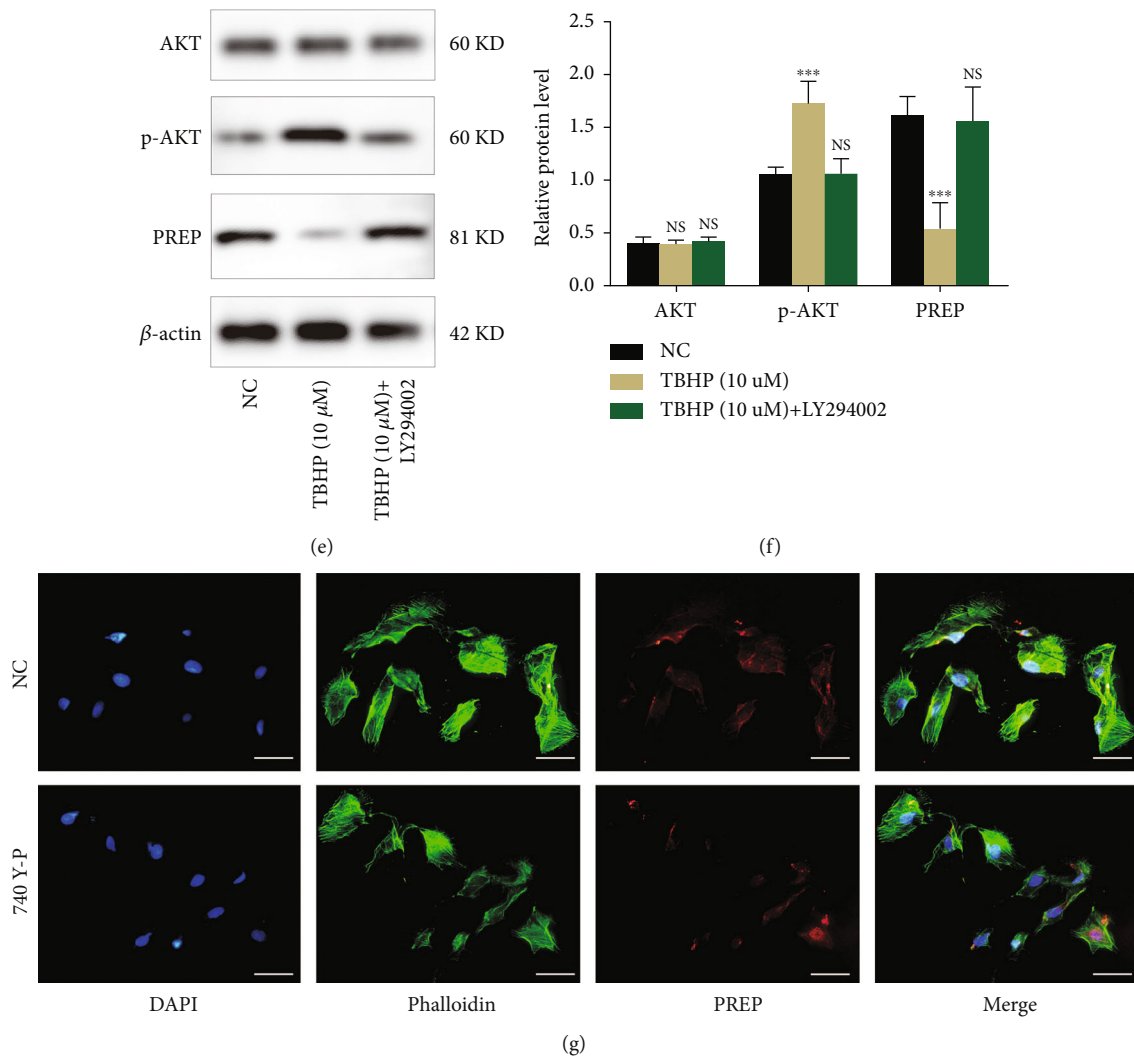 AKT 60 KD
p-AKT 60 KD
PREP 81 KD
β-actin 42 KD
NC
TBHP (10 μM)
TBHP (10 μM)+
LY294002
(e)
Relative protein level
2.5
2.0
1.5
1.0
0.5
0.0
NS NS
*** NS
*** NS
AKT p-AKT PREP
NC
TBHP (10 uM)
TBHP (10 uM)+LY294002
(f)
NC
740 Y-P
DAPI Phalloidin PREP Merge
(g)